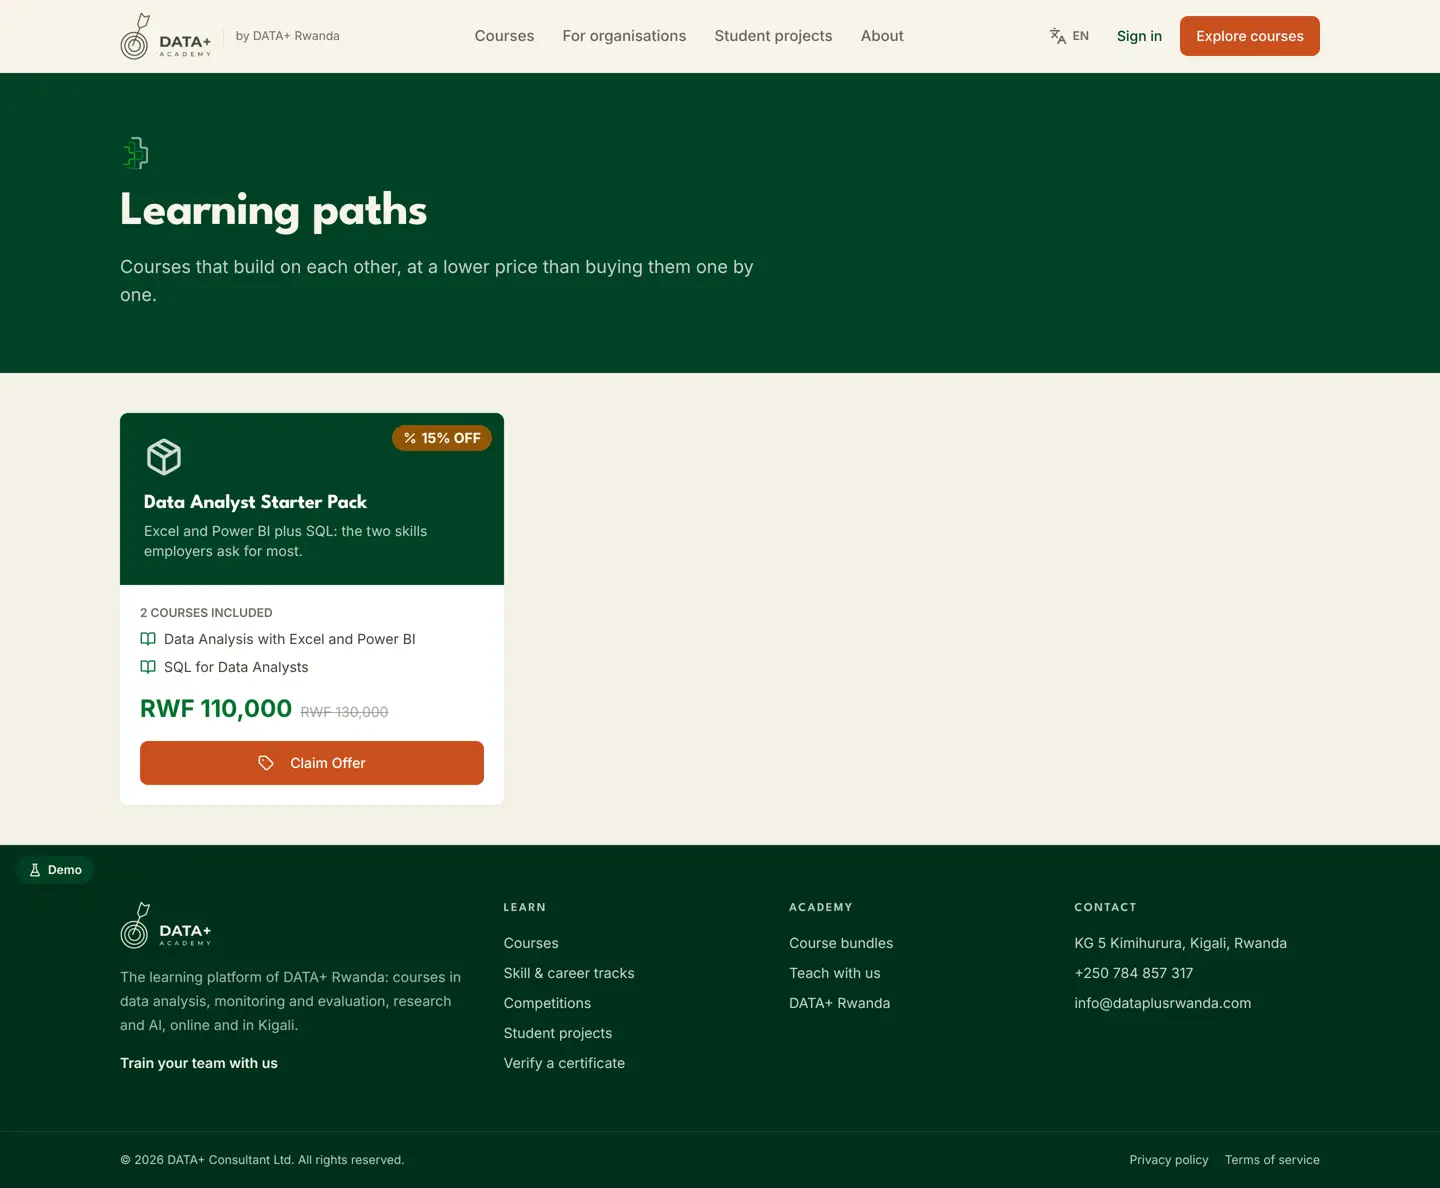 DATA+
ACADEMY
by DATA+ Rwanda
Courses
For organisations
Student projects
About
EN
Sign in
Explore courses
Learning paths
Courses that build on each other, at a lower price than buying them one by
one.
% 15% OFF
Data Analyst Starter Pack
Excel and Power BI plus SQL: the two skills
employers ask for most.
2 COURSES INCLUDED
Data Analysis with Excel and Power BI
SQL for Data Analysts
RWF 110,000 RWF 130,000
Claim Offer
Demo
DATA+
ACADEMY
The learning platform of DATA+ Rwanda: courses in
data analysis, monitoring and evaluation, research
and AI, online and in Kigali.
Train your team with us
LEARN
Courses
Skill & career tracks
Competitions
Student projects
Verify a certificate
ACADEMY
Course bundles
Teach with us
DATA+ Rwanda
CONTACT
KG 5 Kimihurura, Kigali, Rwanda
+250 784 857 317
info@dataplusrwanda.com
© 2026 DATA+ Consultant Ltd. All rights reserved.
Privacy policy
Terms of service